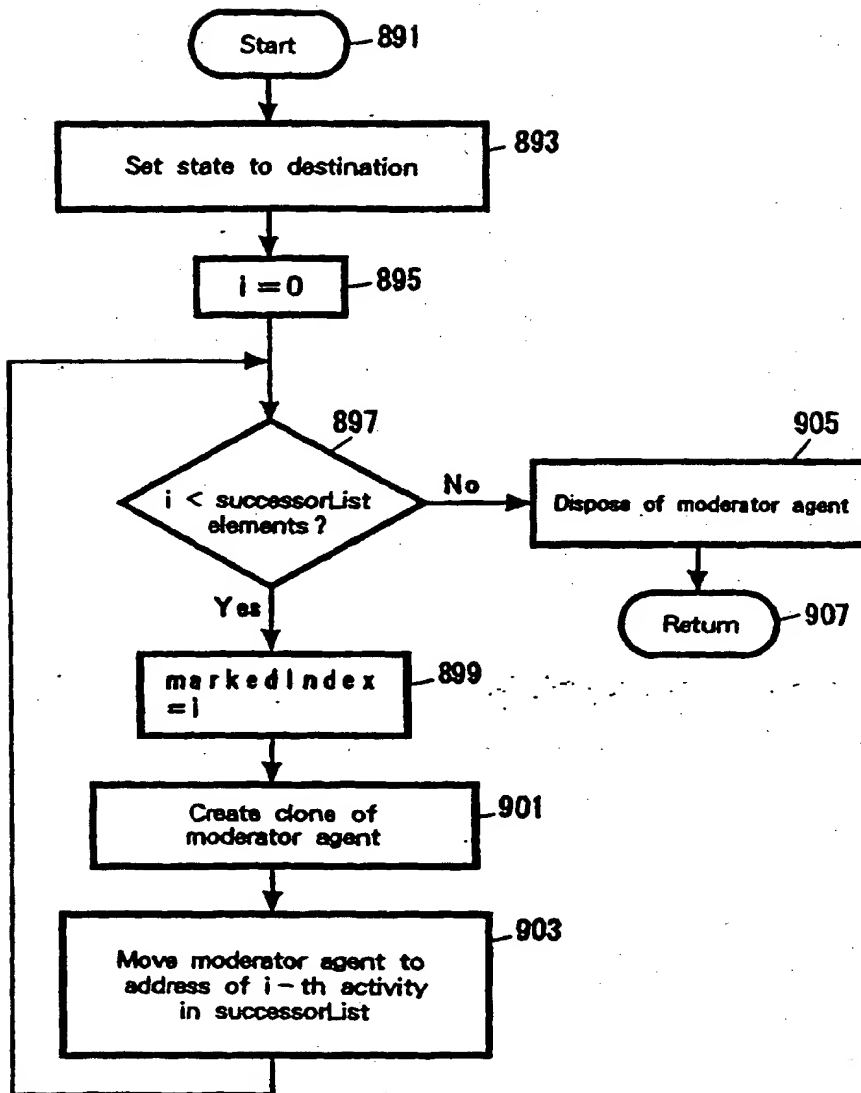 Start
891
Set state to destination
893
i=0
895
897
i < successorList
elements?
No
905
Dispose of moderator agent
Return
907
Yes
markedIndex
=i
899
Create clone of
moderator agent
901
Move moderator agent to
address of i-th activity
in successorList
903